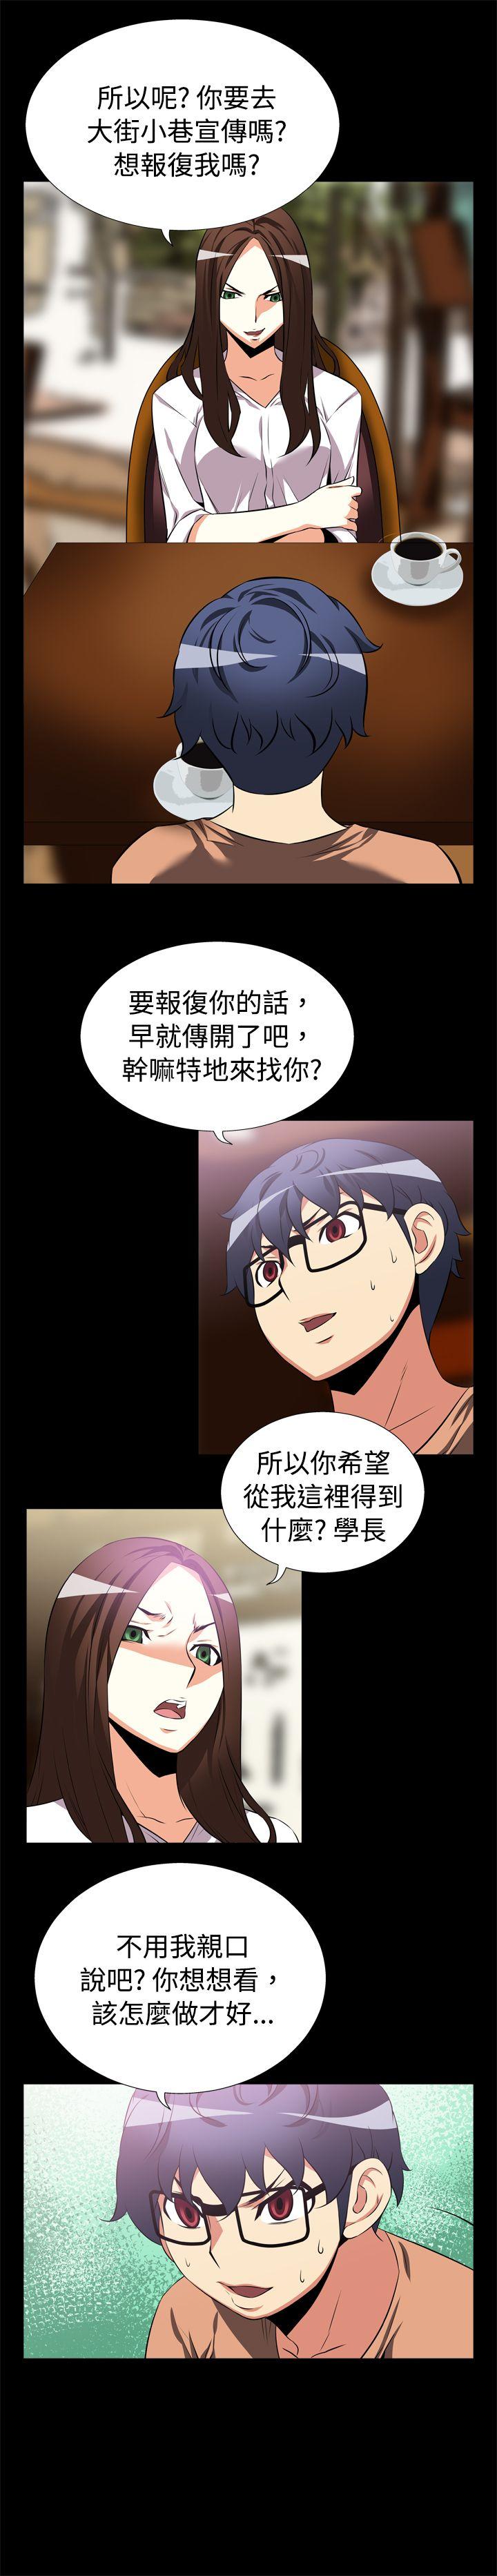 所以呢? 你要去
大街小巷宣傳嗎?
想報復我嗎?
要報復你的話，
早就傳開了吧，
幹嘛特地來找你?
所以你希望
從我這裡得到
什麼? 學長
不用我親口
說吧? 你想想看，
該怎麼做才好...